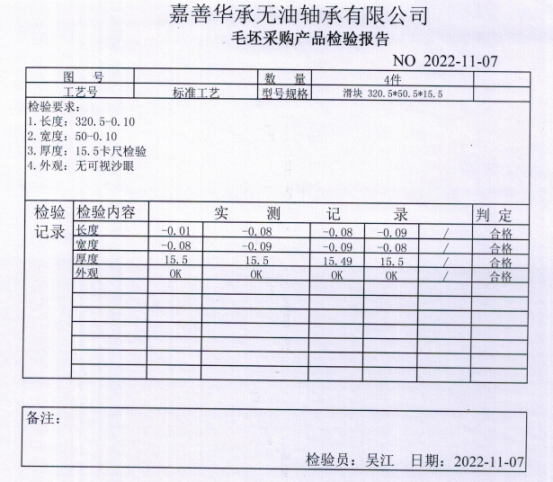 嘉善华承无油轴承有限公司
毛坯采购产品检验报告
NO 2022-11-07
图 号 数 量 4件
工艺号 标准工艺 型号规格 滑块 320.5*50.5*15.5
检验要求：
1.长度：320.5-0.10
2.宽度：50-0.10
3.厚度：15.5卡尺检验
4.外观：无可视沙眼
检验记录 检验内容 实 测 记 录 判 定
长度 -0.01 -0.08 -0.08 -0.09 / 合格
宽度 -0.08 -0.09 -0.09 -0.08 / 合格
厚度 15.5 15.5 15.49 15.5 / 合格
外观 OK OK OK OK / 合格
备注：
检验员：吴江 日期：2022-11-07